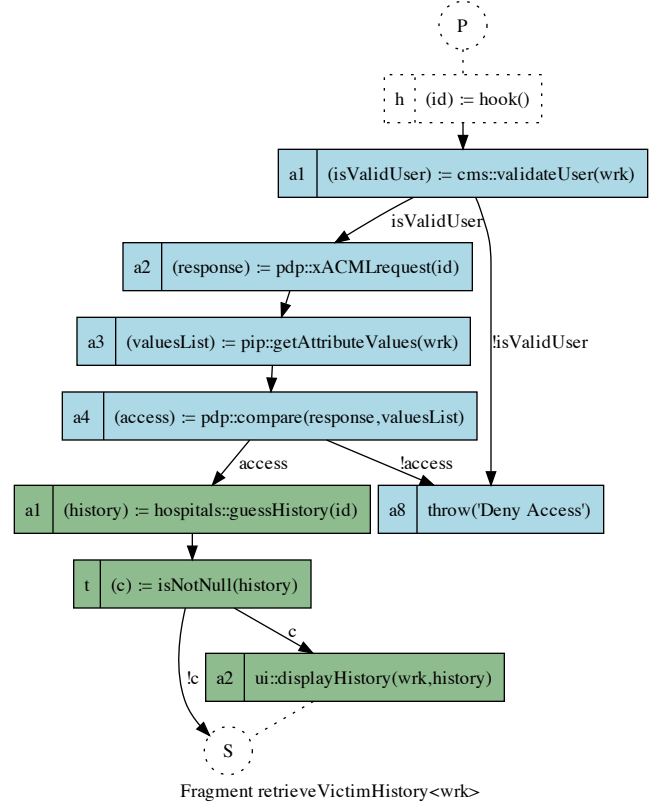 P
h (id) := hook()
a1 (isValidUser) := cms::validateUser(wrk)
isValidUser
a2 (response) := pdp::xACMLrequest(id)
a3 (valuesList) := pip::getAttributeValues(wrk)
!isValidUser
a4 (access) := pdp::compare(response,valuesList)
access
!access
a1 (history) := hospitals::guessHistory(id)
a8 throw('Deny Access')
t (c) := isNotNull(history)
c
!c
a2 ui::displayHistory(wrk,history)
S
Fragment retrieveVictimHistory<wrk>